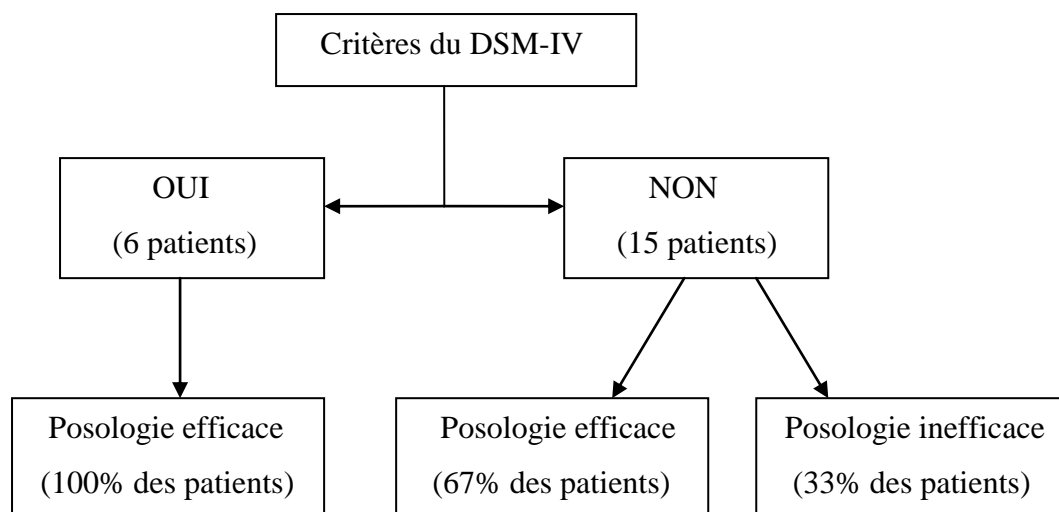 Critères du DSM-IV
OUI
(6 patients)
NON
(15 patients)
Posologie efficace
(100% des patients)
Posologie efficace
(67% des patients)
Posologie inefficace
(33% des patients)